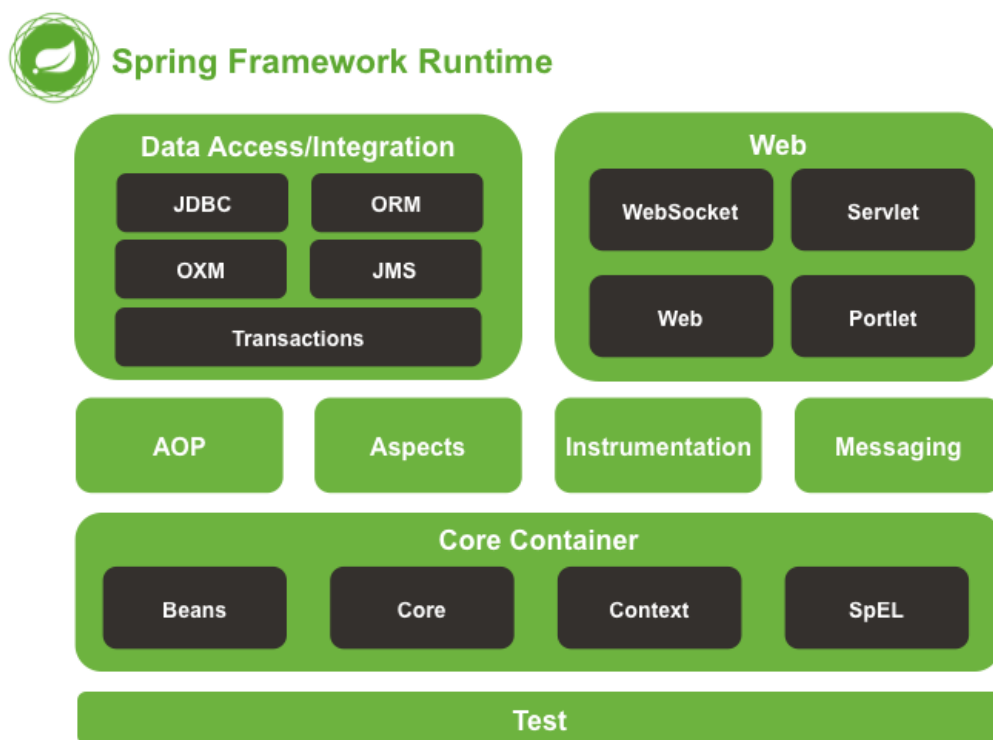 Spring Framework Runtime
Data Access/Integration
JDBC
ORM
OXM
JMS
Transactions
Web
WebSocket
Servlet
Web
Portlet
AOP
Aspects
Instrumentation
Messaging
Core Container
Beans
Core
Context
SpEL
Test